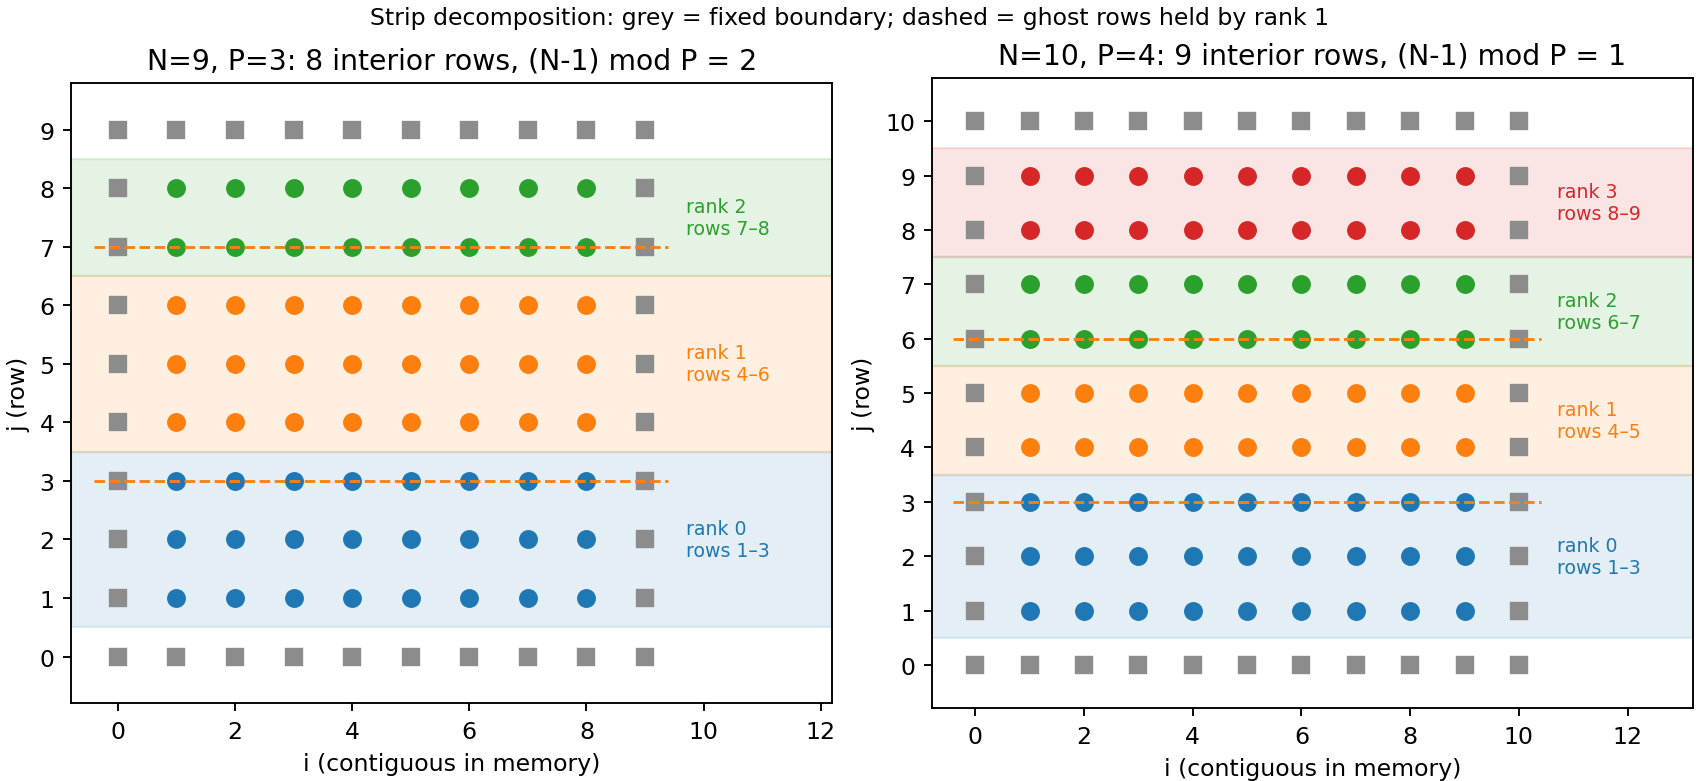 Strip decomposition: grey = fixed boundary; dashed = ghost rows held by rank 1
N=9, P=3: 8 interior rows, (N-1) mod P = 2
9
8
7
6
5
4
3
2
1
0
j (row)
rank 2
rows 7–8
rank 1
rows 4–6
rank 0
rows 1–3
0 2 4 6 8 10 12
i (contiguous in memory)
N=10, P=4: 9 interior rows, (N-1) mod P = 1
10
9
8
7
6
5
4
3
2
1
0
j (row)
rank 3
rows 8–9
rank 2
rows 6–7
rank 1
rows 4–5
rank 0
rows 1–3
0 2 4 6 8 10 12
i (contiguous in memory)